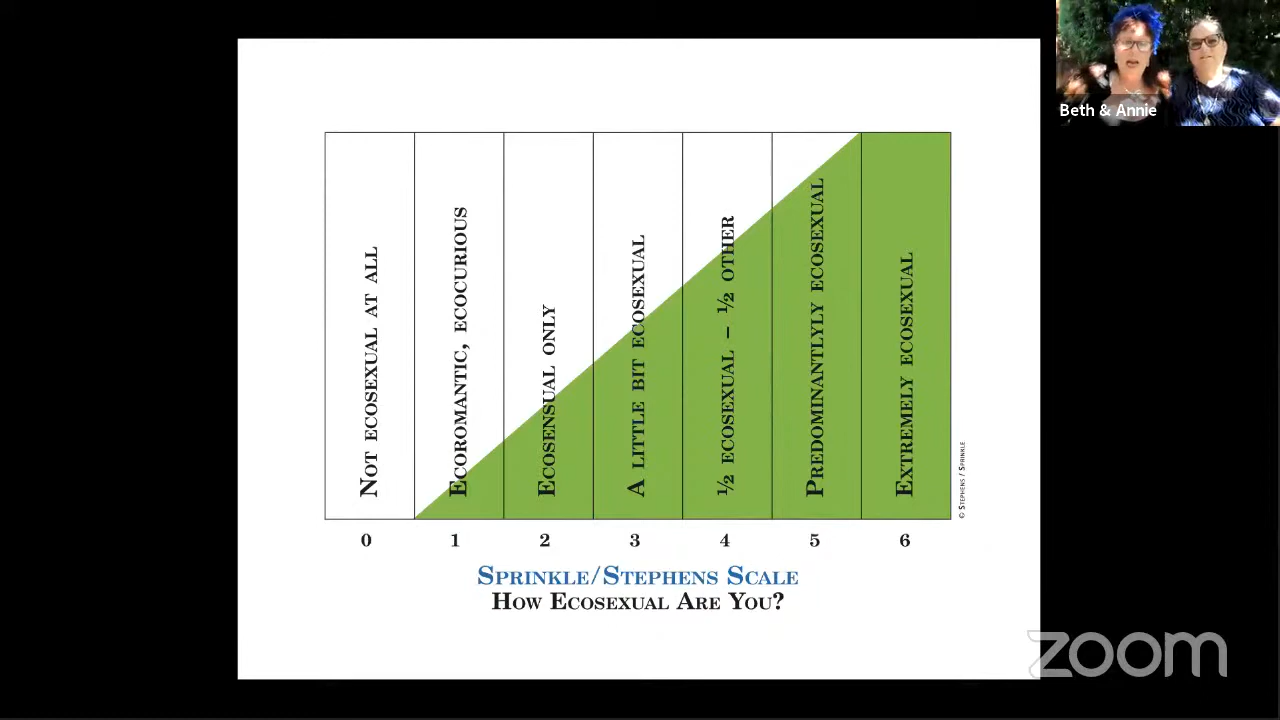 Beth & Annie
Not ecosexual at all
Ecoromantic, ecocurious
Ecosensual only
A little bit ecosexual
½ ecosexual – ½ other
Predominantlyly ecosexual
Extremely ecosexual
© Stephens / Sprinkle
0 1 2 3 4 5 6
Sprinkle/Stephens Scale
How Ecosexual Are You?
zoom